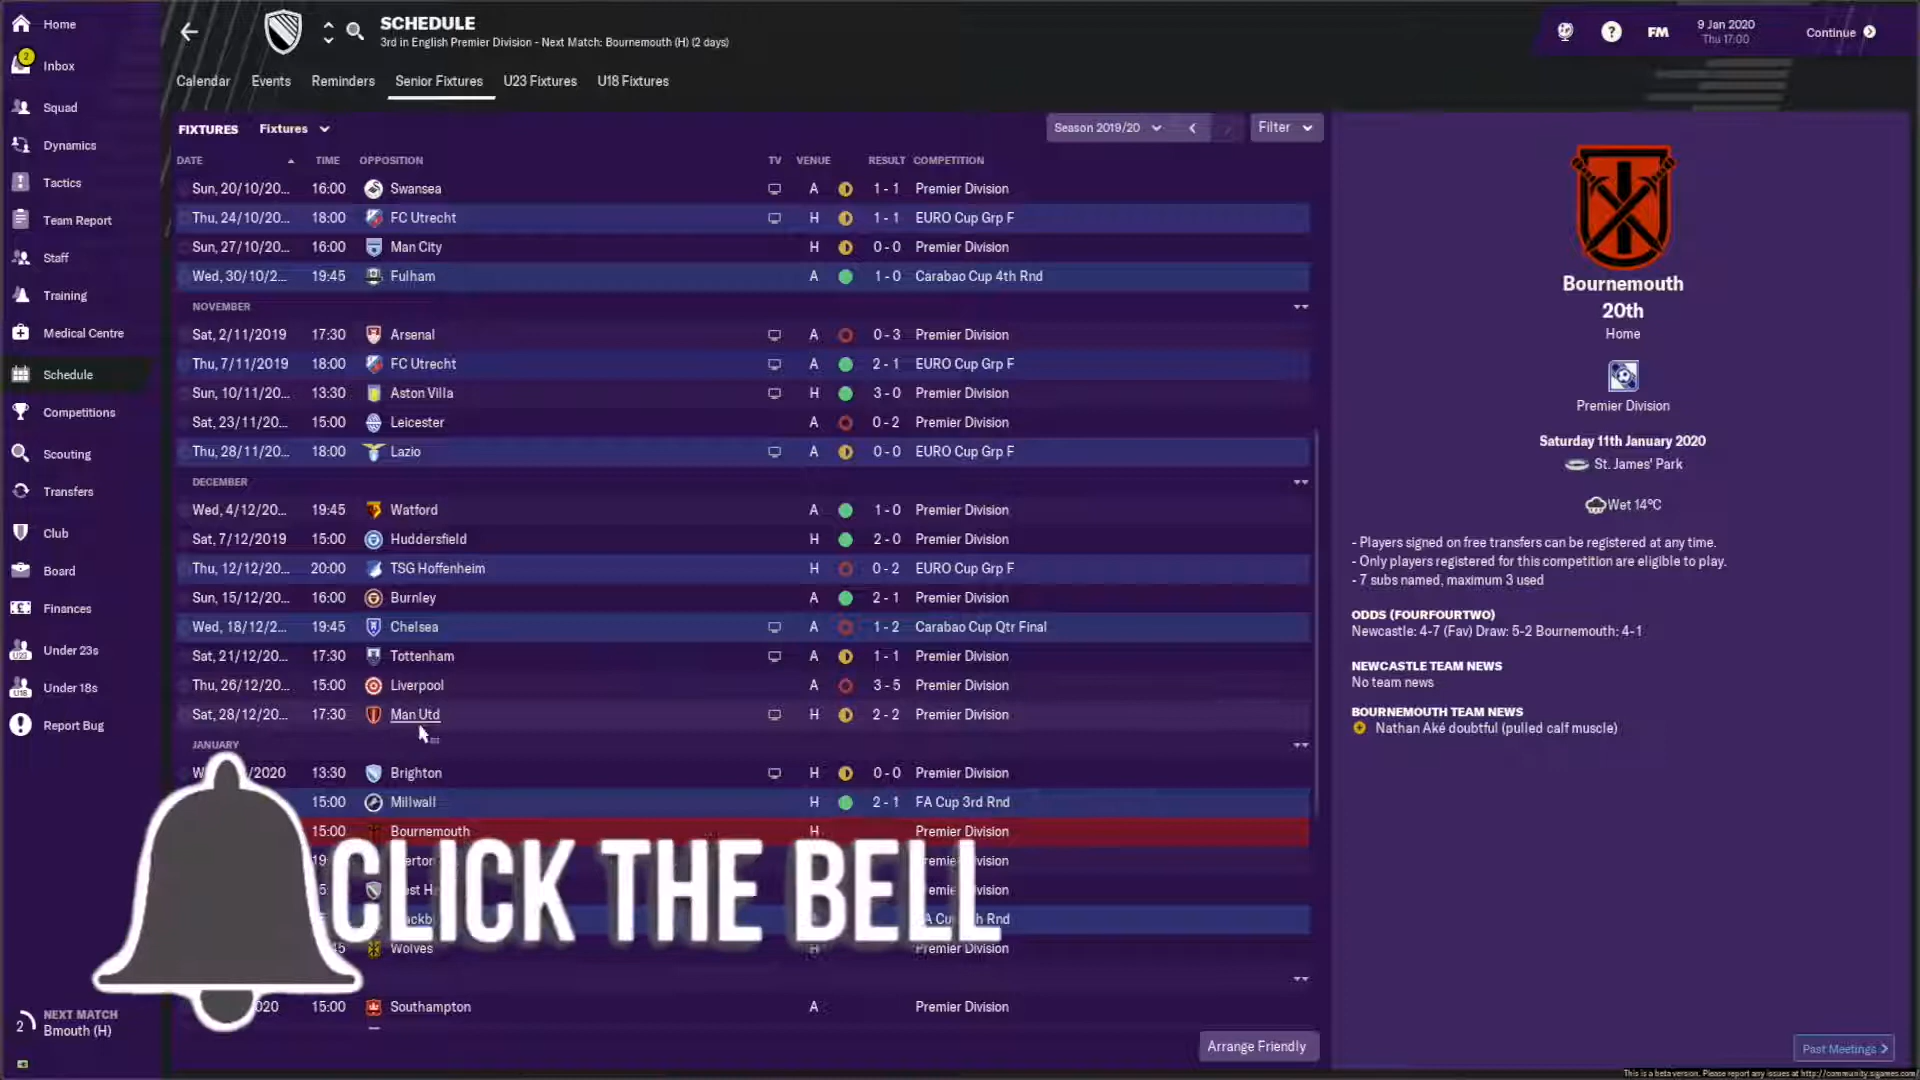 Home
2
Inbox
Squad
Dynamics
Tactics
Team Report
Staff
Training
Medical Centre
Schedule
Competitions
Scouting
Transfers
Club
Board
Finances
U23
Under 23s
U18
Under 18s
Report Bug
2
NEXT MATCH
Bmouth (H)
SCHEDULE
3rd in English Premier Division - Next Match: Bournemouth (H) (2 days)
? FM
9 Jan 2020
Thu 17:00
Continue
Calendar Events Reminders Senior Fixtures U23 Fixtures U18 Fixtures
FIXTURES Fixtures Season 2019/20 Filter
DATE TIME OPPOSITION TV VENUE RESULT COMPETITION
Sun, 20/10/20... 16:00 Swansea A 1 - 1 Premier Division
Thu, 24/10/20... 18:00 FC Utrecht H 1 - 1 EURO Cup Grp F
Sun, 27/10/20... 16:00 Man City H 0 - 0 Premier Division
Wed, 30/10/2... 19:45 Fulham A 1 - 0 Carabao Cup 4th Rnd
NOVEMBER
Sat, 2/11/2019 17:30 Arsenal A 0 - 3 Premier Division
Thu, 7/11/2019 18:00 FC Utrecht A 2 - 1 EURO Cup Grp F
Sun, 10/11/20... 13:30 Aston Villa H 3 - 0 Premier Division
Sat, 23/11/20... 15:00 Leicester A 0 - 2 Premier Division
Thu, 28/11/20... 18:00 Lazio A 0 - 0 EURO Cup Grp F
DECEMBER
Wed, 4/12/20... 19:45 Watford A 1 - 0 Premier Division
Sat, 7/12/2019 15:00 Huddersfield H 2 - 0 Premier Division
Thu, 12/12/20... 20:00 TSG Hoffenheim H 0 - 2 EURO Cup Grp F
Sun, 15/12/20... 16:00 Burnley A 2 - 1 Premier Division
Wed, 18/12/2... 19:45 Chelsea A 1 - 2 Carabao Cup Qtr Final
Sat, 21/12/20... 17:30 Tottenham A 1 - 1 Premier Division
Thu, 26/12/20... 15:00 Liverpool A 3 - 5 Premier Division
Sat, 28/12/20... 17:30 Man Utd H 2 - 2 Premier Division
JANUARY
2020 13:30 Brighton H 0 - 0 Premier Division
15:00 Millwall H 2 - 1 FA Cup 3rd Rnd
15:00 Bournemouth H Premier Division
Wolves H Premier Division
15:00 Southampton A Premier Division
CLICK THE BELL
Arrange Friendly
Bournemouth
20th
Home
Premier Division
Saturday 11th January 2020
St. James' Park
Wet 14°C
- Players signed on free transfers can be registered at any time.
- Only players registered for this competition are eligible to play.
- 7 subs named, maximum 3 used
ODDS (FOURFOURTWO)
Newcastle: 4-7 (Fav) Draw: 5-2 Bournemouth: 4-1
NEWCASTLE TEAM NEWS
No team news
BOURNEMOUTH TEAM NEWS
Nathan Aké doubtful (pulled calf muscle)
Past Meetings >
This is a beta version. Please report any issues at http://community.sigames.com/